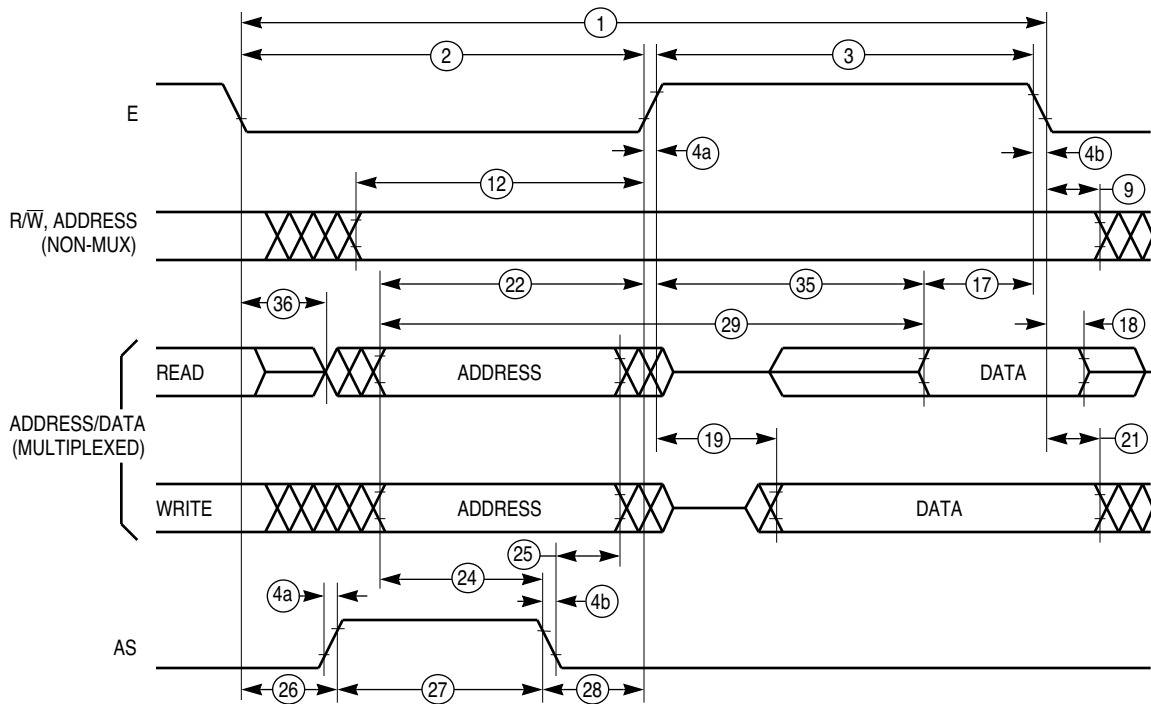 1
2
3
E
4a
4b
12
9
R/W̅, ADDRESS
(NON-MUX)
22
35
17
36
29
18
READ
ADDRESS
DATA
ADDRESS/DATA
(MULTIPLEXED)
19
21
WRITE
ADDRESS
DATA
25
24
4a
4b
AS
26
27
28